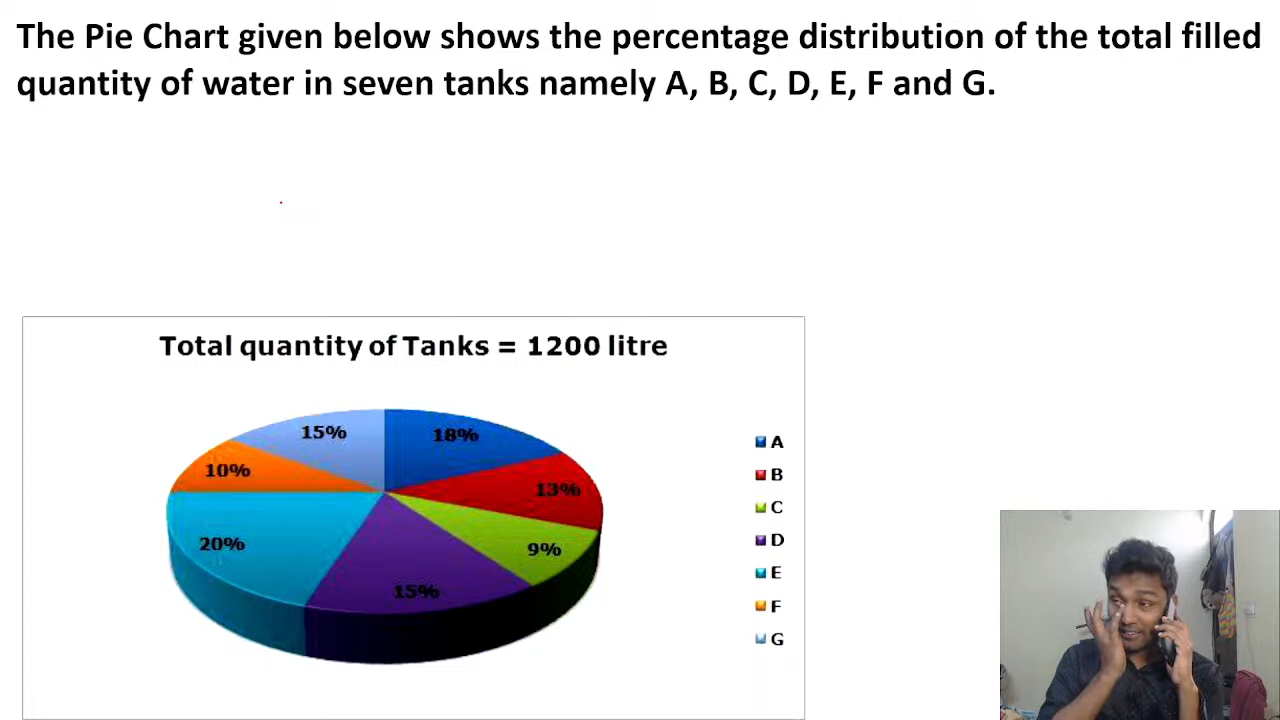 The Pie Chart given below shows the percentage distribution of the total filled
quantity of water in seven tanks namely A, B, C, D, E, F and G.
Total quantity of Tanks = 1200 litre
15%
18%
A
10%
13%
B
C
20%
9%
D
15%
E
F
G